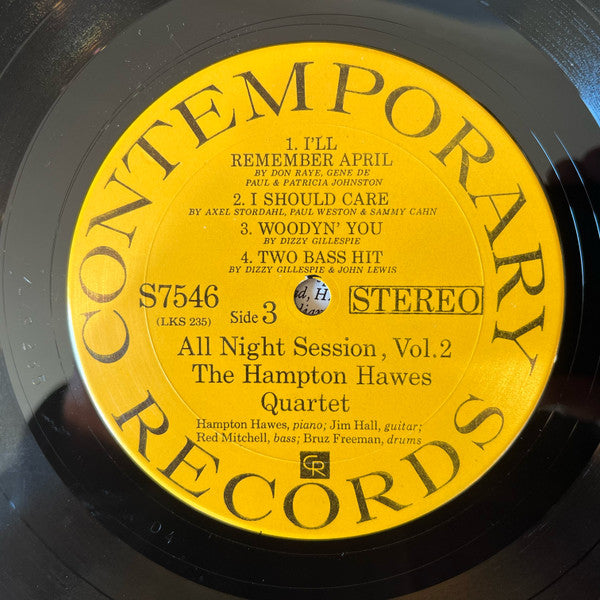 CONTEMPORARY
RECORDS
1. I'LL
REMEMBER APRIL
BY DON RAYE, GENE DE
PAUL & PATRICIA JOHNSTON
2. I SHOULD CARE
BY AXEL STORDAHL, PAUL WESTON & SAMMY CAHN
3. WOODYN' YOU
BY DIZZY GILLESPIE
4. TWO BASS HIT
BY DIZZY GILLESPIE & JOHN LEWIS
S7546
(LKS 235)
Side 3
STEREO
All Night Session, Vol. 2
The Hampton Hawes
Quartet
Hampton Hawes, piano; Jim Hall, guitar;
Red Mitchell, bass; Bruz Freeman, drums
CR